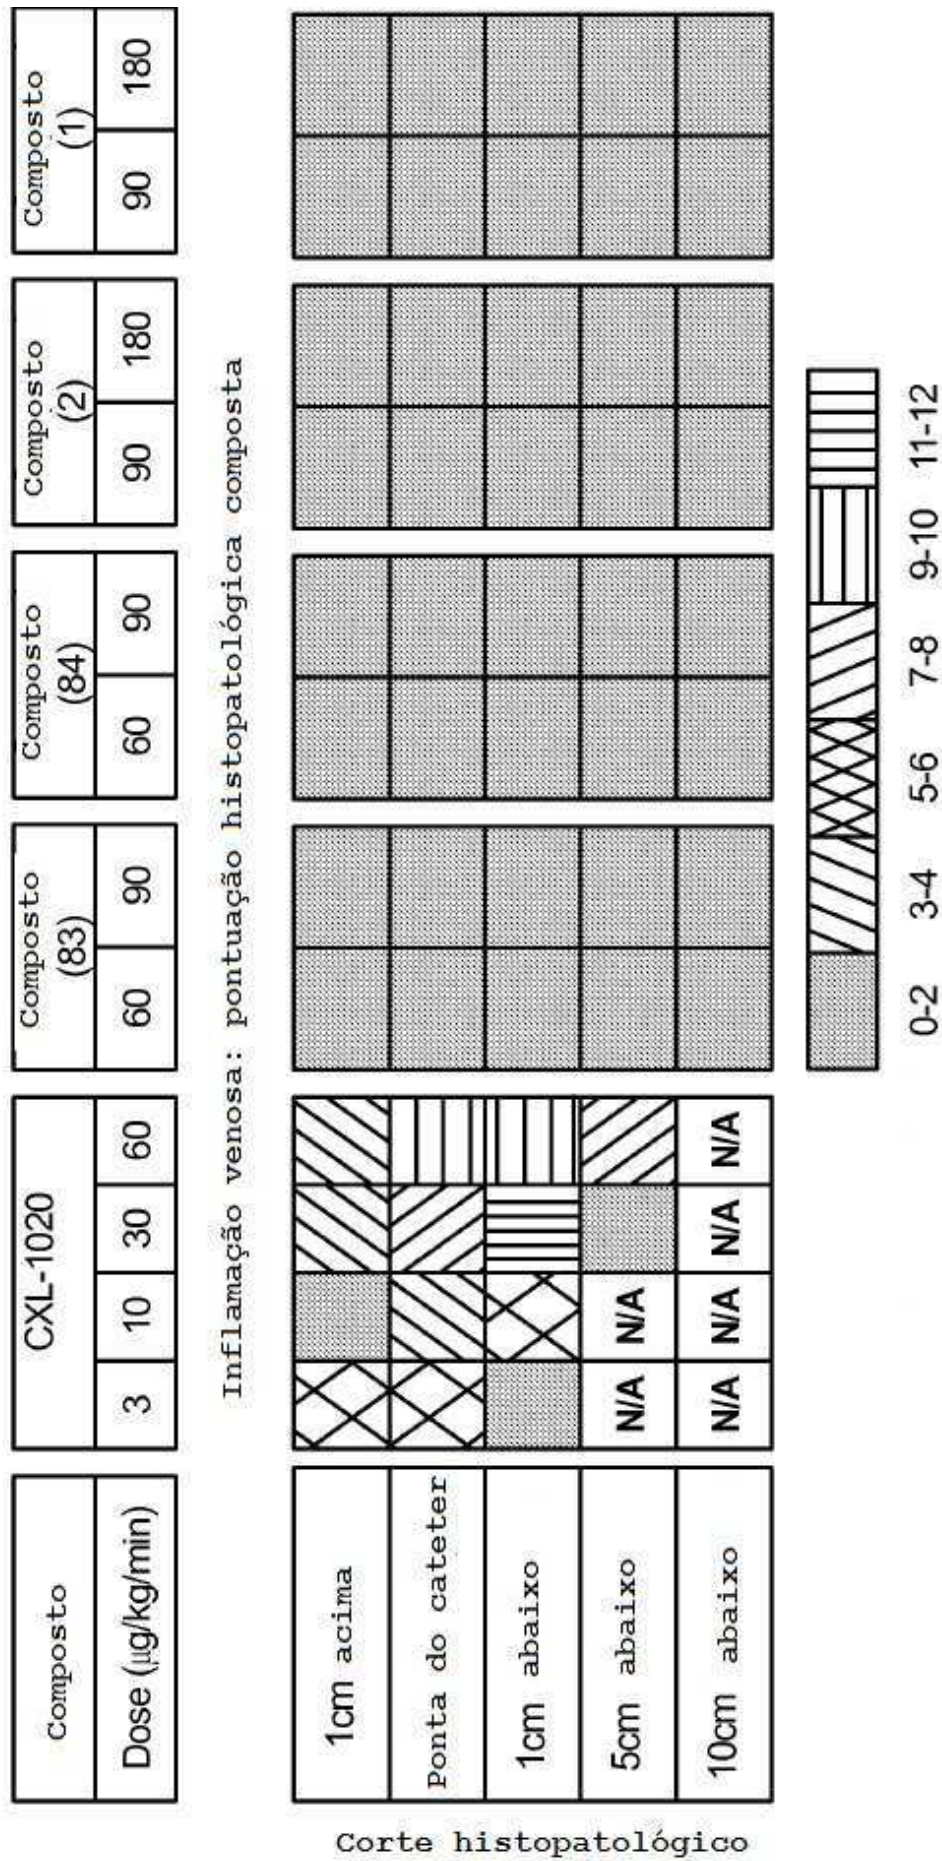 Composto
CXL-1020
Composto
(83)
Composto
(84)
Composto
(2)
Composto
(1)
Dose (µg/kg/min)
3
10
30
60
60
90
60
90
90
180
90
180
Inflamação venosa: pontuação histopatológica composta
Corte histopatológico
1cm acima
Ponta do cateter
1cm abaixo
5cm abaixo
N/A
N/A
10cm abaixo
N/A
N/A
N/A
N/A
0-2
3-4
5-6
7-8
9-10
11-12